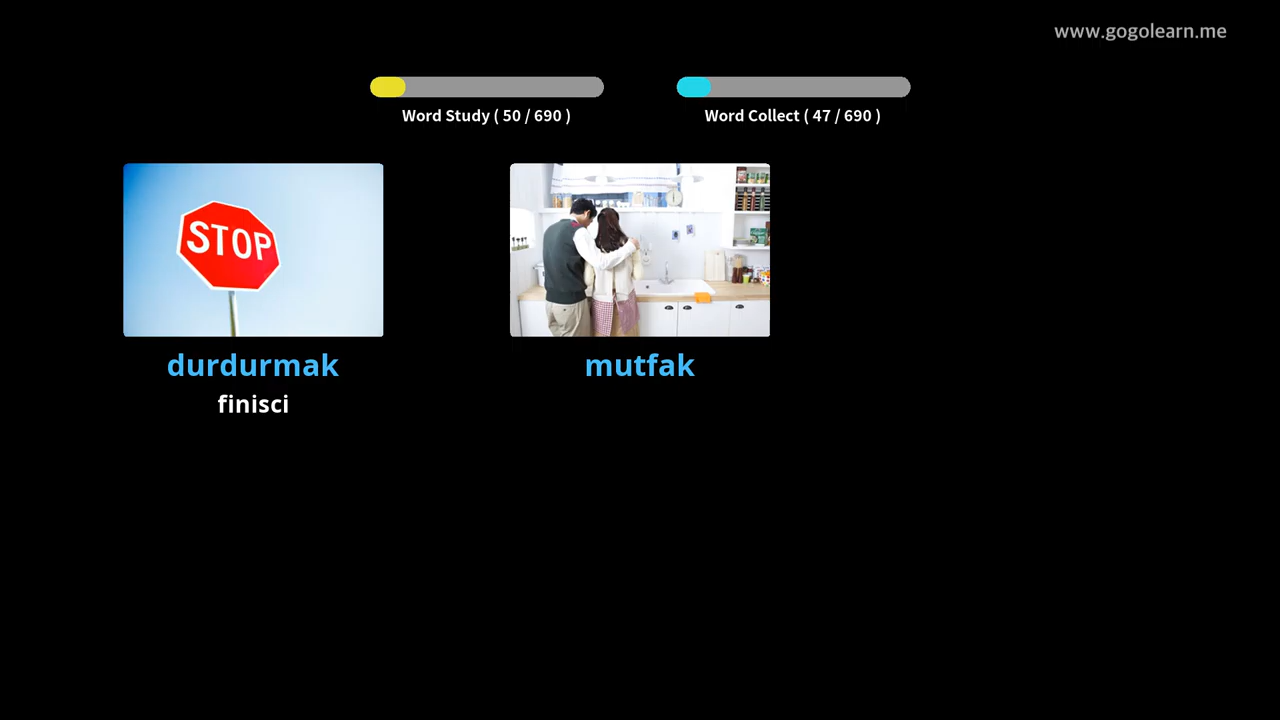 www.gogolearn.me
Word Study ( 50 / 690 )
Word Collect ( 47 / 690 )
STOP
durdurmak
mutfak
finisci